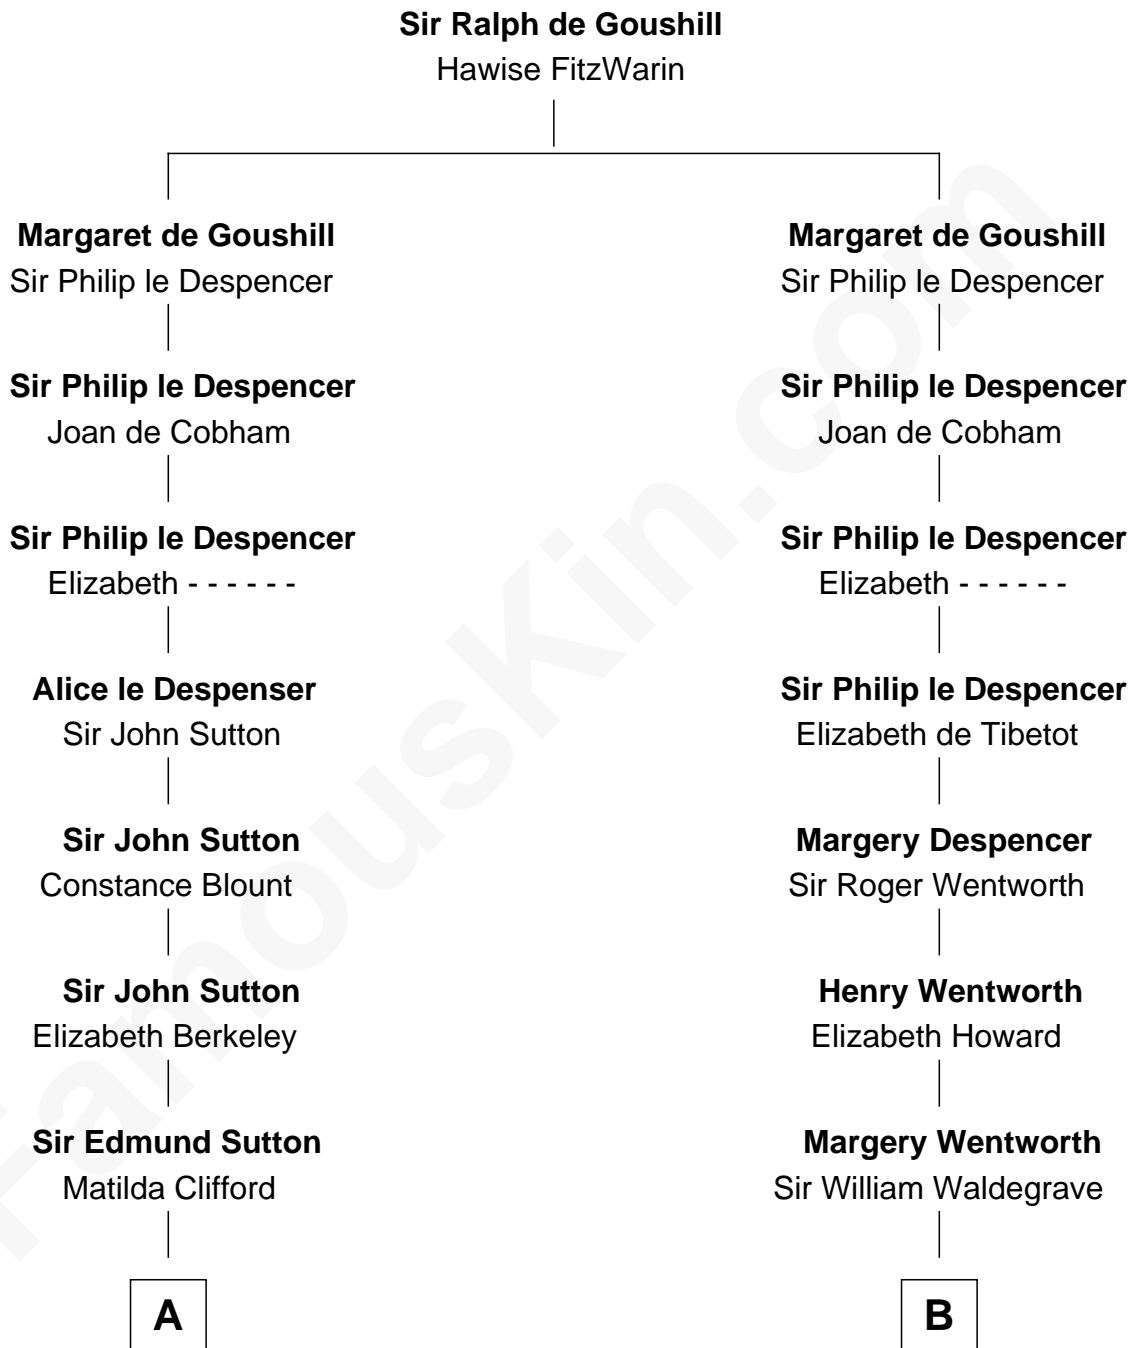 Sir Ralph de Goushill
Hawise FitzWarin
Margaret de Goushill
Sir Philip le Despencer
Margaret de Goushill
Sir Philip le Despencer
Sir Philip le Despencer
Joan de Cobham
Sir Philip le Despencer
Joan de Cobham
Sir Philip le Despencer
Elizabeth - - - - - -
Sir Philip le Despencer
Elizabeth - - - - - -
Alice le Despenser
Sir John Sutton
Sir Philip le Despencer
Elizabeth de Tibetot
Sir John Sutton
Constance Blount
Margery Despencer
Sir Roger Wentworth
Sir John Sutton
Elizabeth Berkeley
Henry Wentworth
Elizabeth Howard
Sir Edmund Sutton
Matilda Clifford
Margery Wentworth
Sir William Waldegrave
A
B
FamousKin.com